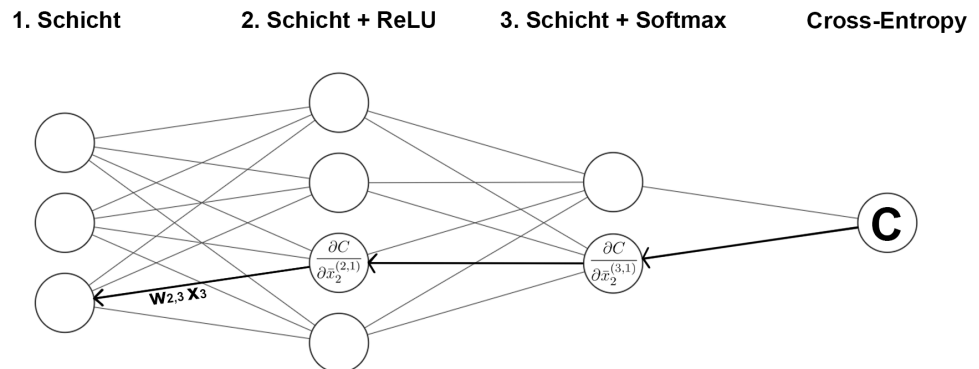 1. Schicht 2. Schicht + ReLU 3. Schicht + Softmax Cross-Entropy
C
∂C
∂x̄₂⁽²,¹⁾
∂C
∂x̄₂⁽³,¹⁾
w₂,₃ x₃